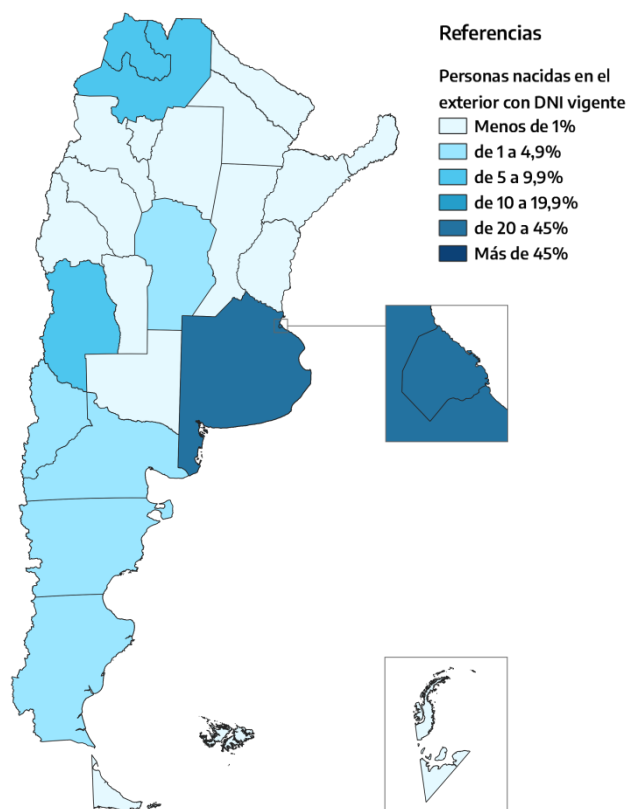 Referencias
Personas nacidas en el
exterior con DNI vigente
Menos de 1%
de 1 a 4,9%
de 5 a 9,9%
de 10 a 19,9%
de 20 a 45%
Más de 45%